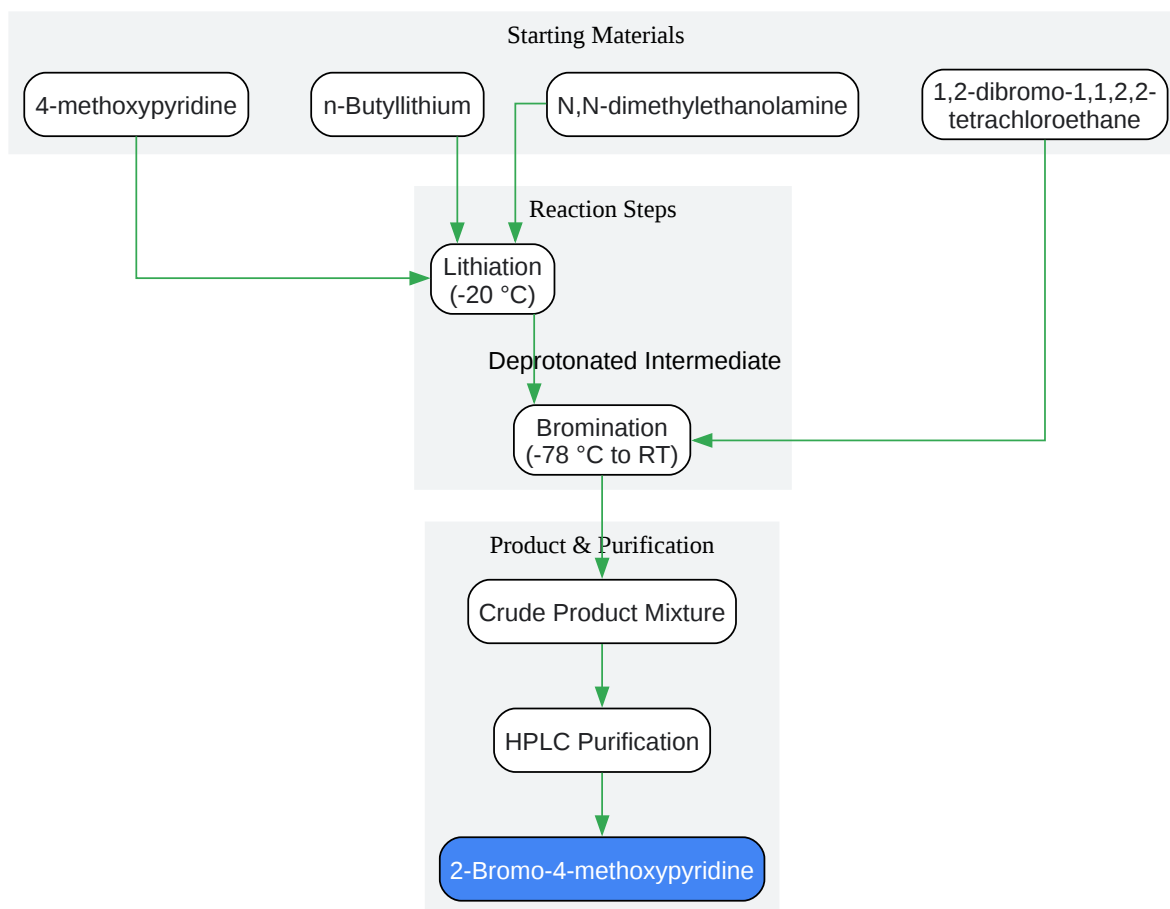 Starting Materials
4-methoxypyridine
n-Butyllithium
N,N-dimethylethanolamine
1,2-dibromo-1,1,2,2-
tetrachloroethane
Reaction Steps
Lithiation
(-20 °C)
Deprotonated Intermediate
Bromination
(-78 °C to RT)
Product & Purification
Crude Product Mixture
HPLC Purification
2-Bromo-4-methoxypyridine